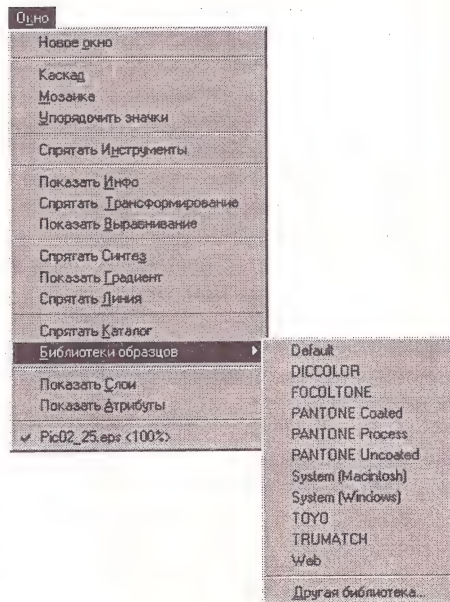 Окно
Новое окно
Каскад
Мозаика
Упорядочить значки
Спрятать Инструменты
Показать Инфо
Спрятать Трансформирование
Показать Выравнивание
Спрятать Синтез
Показать Градиент
Спрятать Линия
Спрятать Каталог
Библиотеки образцов
Показать Слои
Показать Атрибуты
✓ Pic02_25.eps <100%>
Default
DICCOLOR
FOCOLTONE
PANTONE Coated
PANTONE Process
PANTONE Uncoated
System (Macintosh)
System (Windows)
TOYO
TRUMATCH
Web
Другая библиотека...